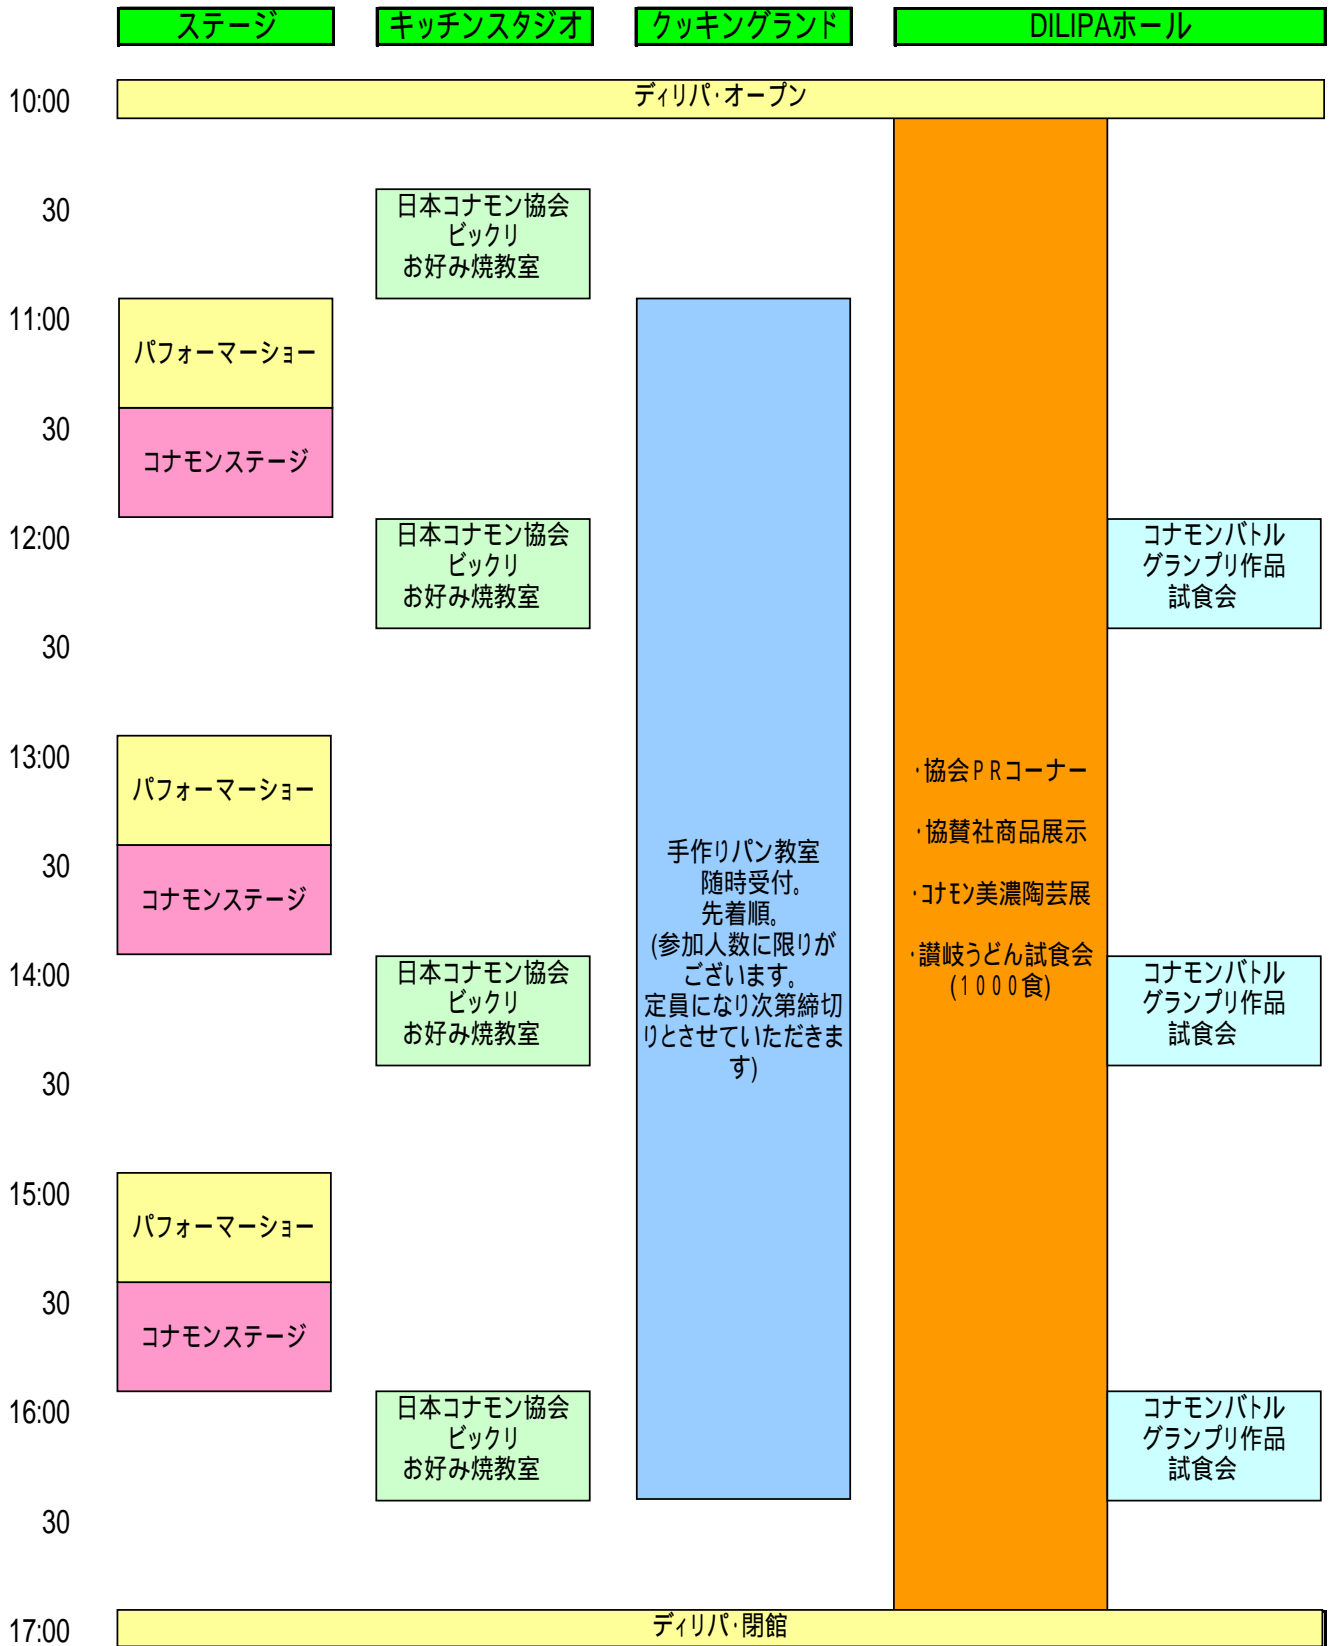 ステージ
キッチンスタジオ
クッキングランド
DILIPAホール
10:00
ディリパ・オープン
30
日本コナモン協会
ビックリ
お好み焼教室
11:00
パフォーマーショー
30
コナモンステージ
12:00
日本コナモン協会
ビックリ
お好み焼教室
コナモンバトル
グランプリ作品
試食会
30
13:00
パフォーマーショー
30
コナモンステージ
手作りパン教室
随時受付。
先着順。
(参加人数に限りが
ございます。
定員になり次第締切
りとさせていただきま
す)
・協会PRコーナー
・協賛社商品展示
・コナモン美濃陶芸展
・讃岐うどん試食会
(1000食)
14:00
日本コナモン協会
ビックリ
お好み焼教室
コナモンバトル
グランプリ作品
試食会
30
15:00
パフォーマーショー
30
コナモンステージ
16:00
日本コナモン協会
ビックリ
お好み焼教室
コナモンバトル
グランプリ作品
試食会
30
17:00
ディリパ・閉館